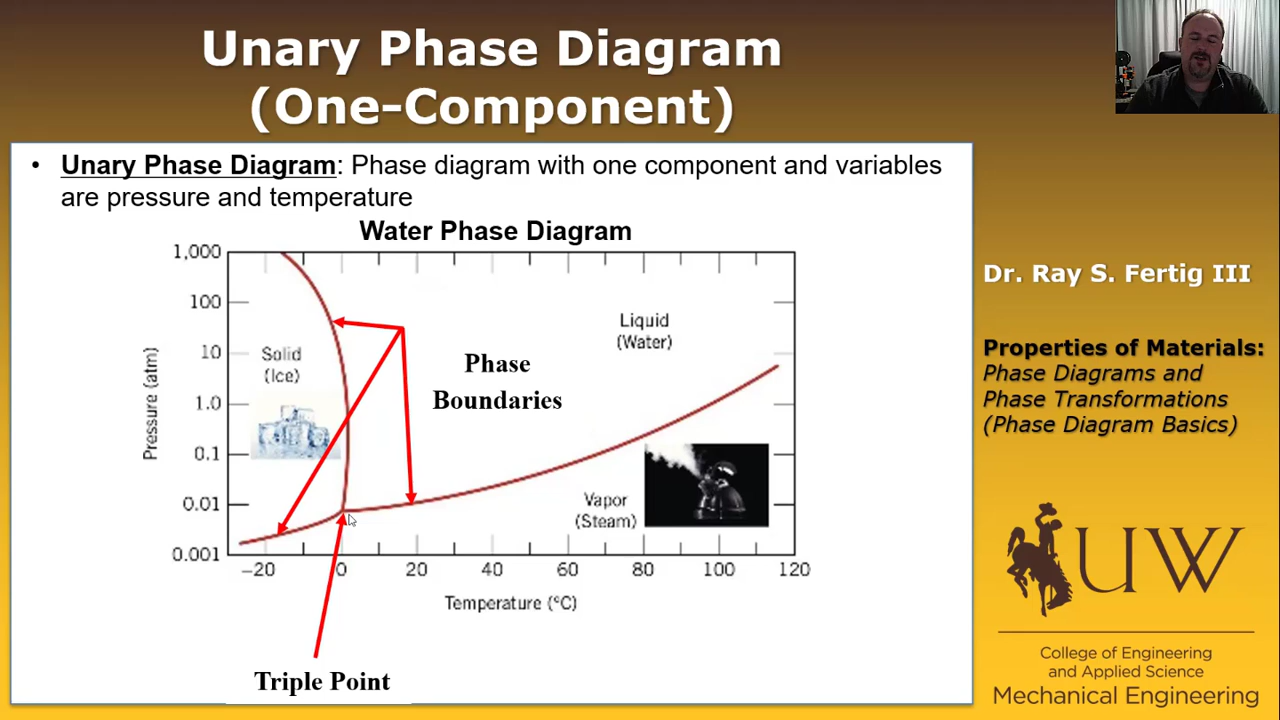 Unary Phase Diagram
(One-Component)
• Unary Phase Diagram: Phase diagram with one component and variables
are pressure and temperature
Water Phase Diagram
1,000
100
10
1.0
0.1
0.01
0.001
Pressure (atm)
Solid
(Ice)
Phase
Boundaries
Liquid
(Water)
Vapor
(Steam)
−20
0
20
40
60
80
100
120
Temperature (°C)
Triple Point
Dr. Ray S. Fertig III
Properties of Materials:
Phase Diagrams and
Phase Transformations
(Phase Diagram Basics)
UW
College of Engineering
and Applied Science
Mechanical Engineering